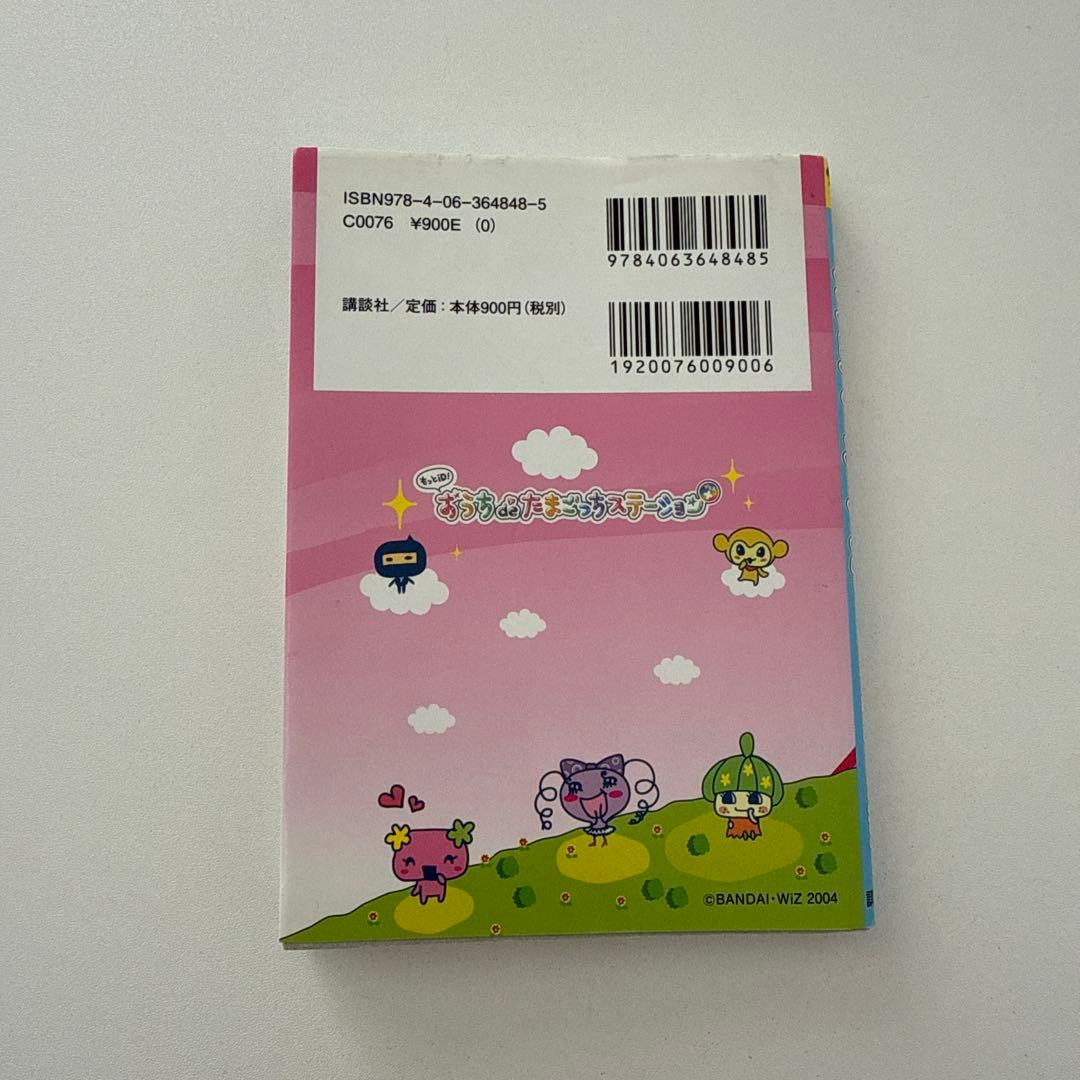 ISBN978-4-06-364848-5
C0076 ¥900E (0)
9784063648485
講談社/定価:本体900円(税別)
1920076009006
もっとiD!
おうちdeたまごっちステーション
©BANDAI・WiZ 2004